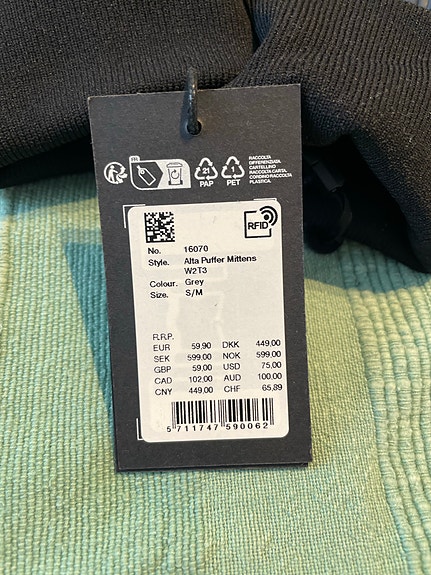 FR
21
PAP
1
PET
RACCOLTA
DIFFERENZIATA.
CARTELLINO
RACCOLTA CARTA.
CORDINO RACCOLTA
PLASTICA.
RFID
No. 16070
Style. Alta Puffer Mittens
W2T3
Colour. Grey
Size. S/M
R.R.P.
EUR 59,90 DKK 449.00
SEK 599.00 NOK 599.00
GBP 59.00 USD 75.00
CAD 102.00 AUD 100.00
CNY 449.00 CHF 65,89
5 711747 590062